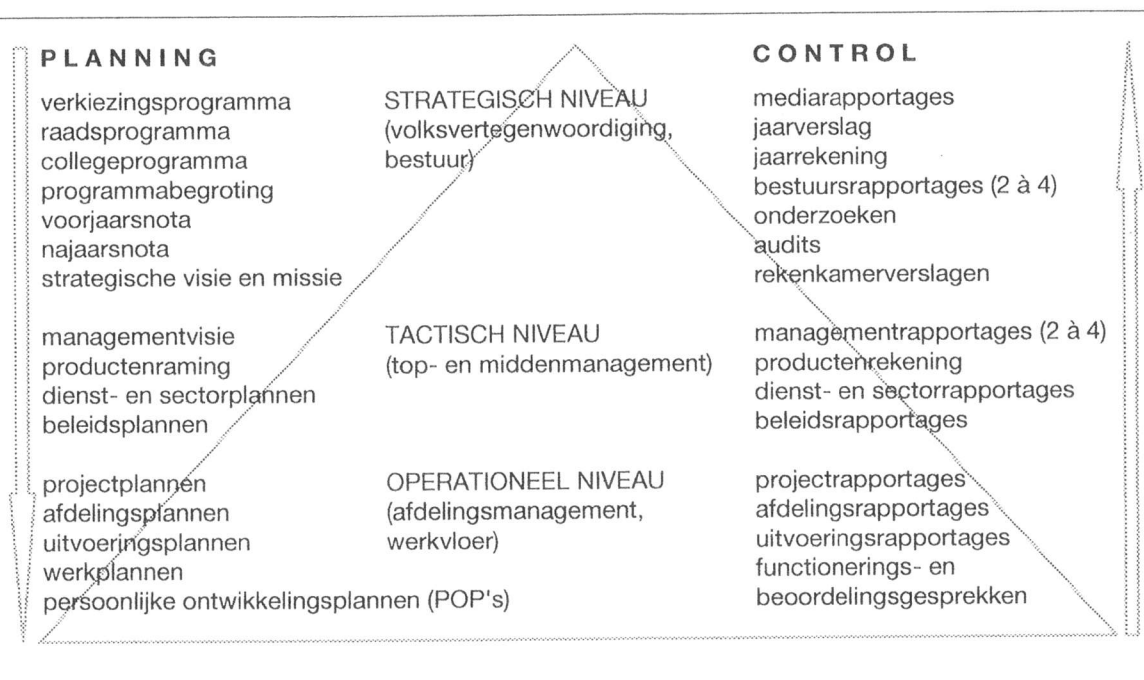 PLANNING
verkiezingsprogramma
raadsprogramma
collegeprogramma
programmabegroting
voorjaarsnota
najaarsnota
strategische visie en missie
managementvisie
productenraming
dienst- en sectorplannen
beleidsplannen
projectplannen
afdelingsplannen
uitvoeringsplannen
werkplannen
persoonlijke ontwikkelingsplannen (POP's)
STRATEGISCH NIVEAU
(volksvertegenwoordiging,
bestuur)
TACTISCH NIVEAU
(top- en middenmanagement)
OPERATIONEEL NIVEAU
(afdelingsmanagement,
werkvloer)
CONTROL
mediarapportages
jaarverslag
jaarrekening
bestuursrapportages (2 à 4)
onderzoeken
audits
rekenkamerverslagen
managementrapportages (2 à 4)
productenrekening
dienst- en sectorrapportages
beleidsrapportages
projectrapportages
afdelingsrapportages
uitvoeringsrapportages
functionerings- en
beoordelingsgesprekken